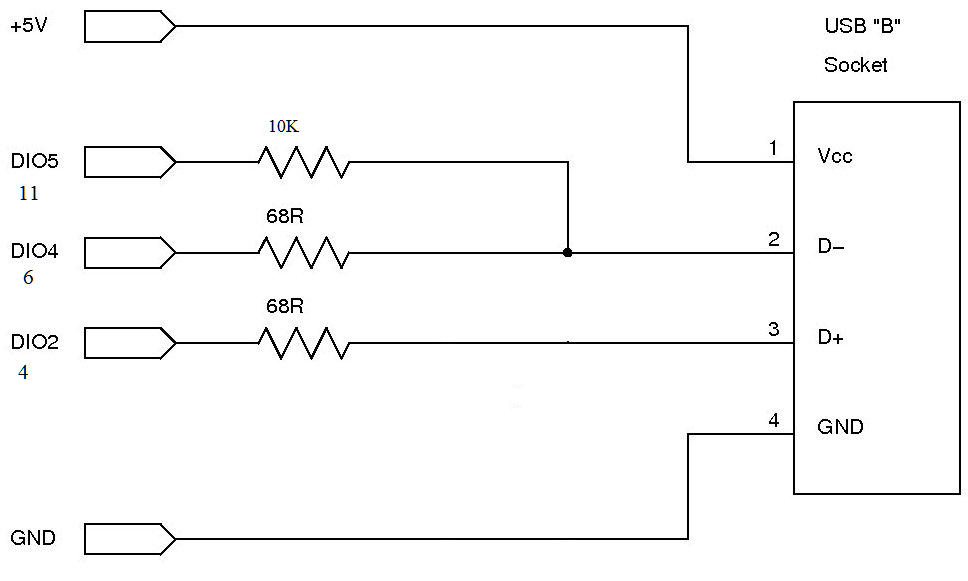 +5V
USB "B"
Socket
10K
DIO5
11
1
Vcc
68R
DIO4
6
2
D−
68R
DIO2
4
3
D+
4
GND
GND